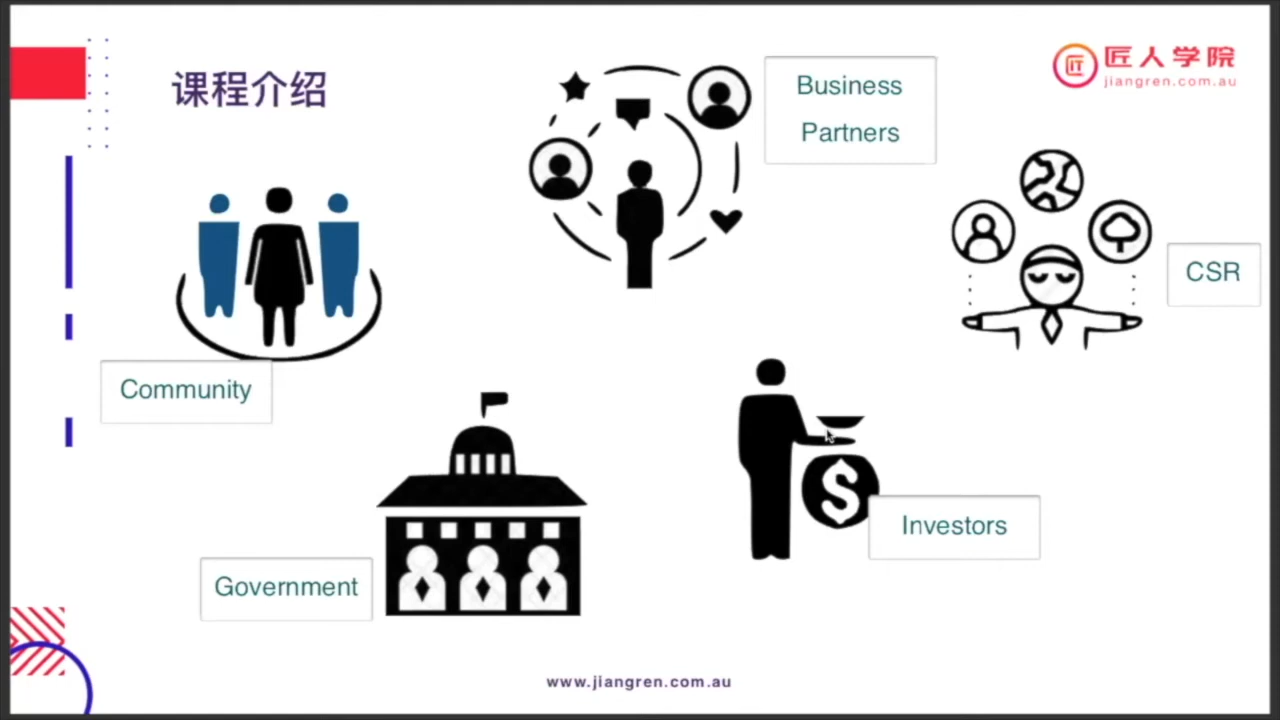 课程介绍
匠人学院
jiangren.com.au
Business
Partners
CSR
Community
Investors
Government
www.jiangren.com.au